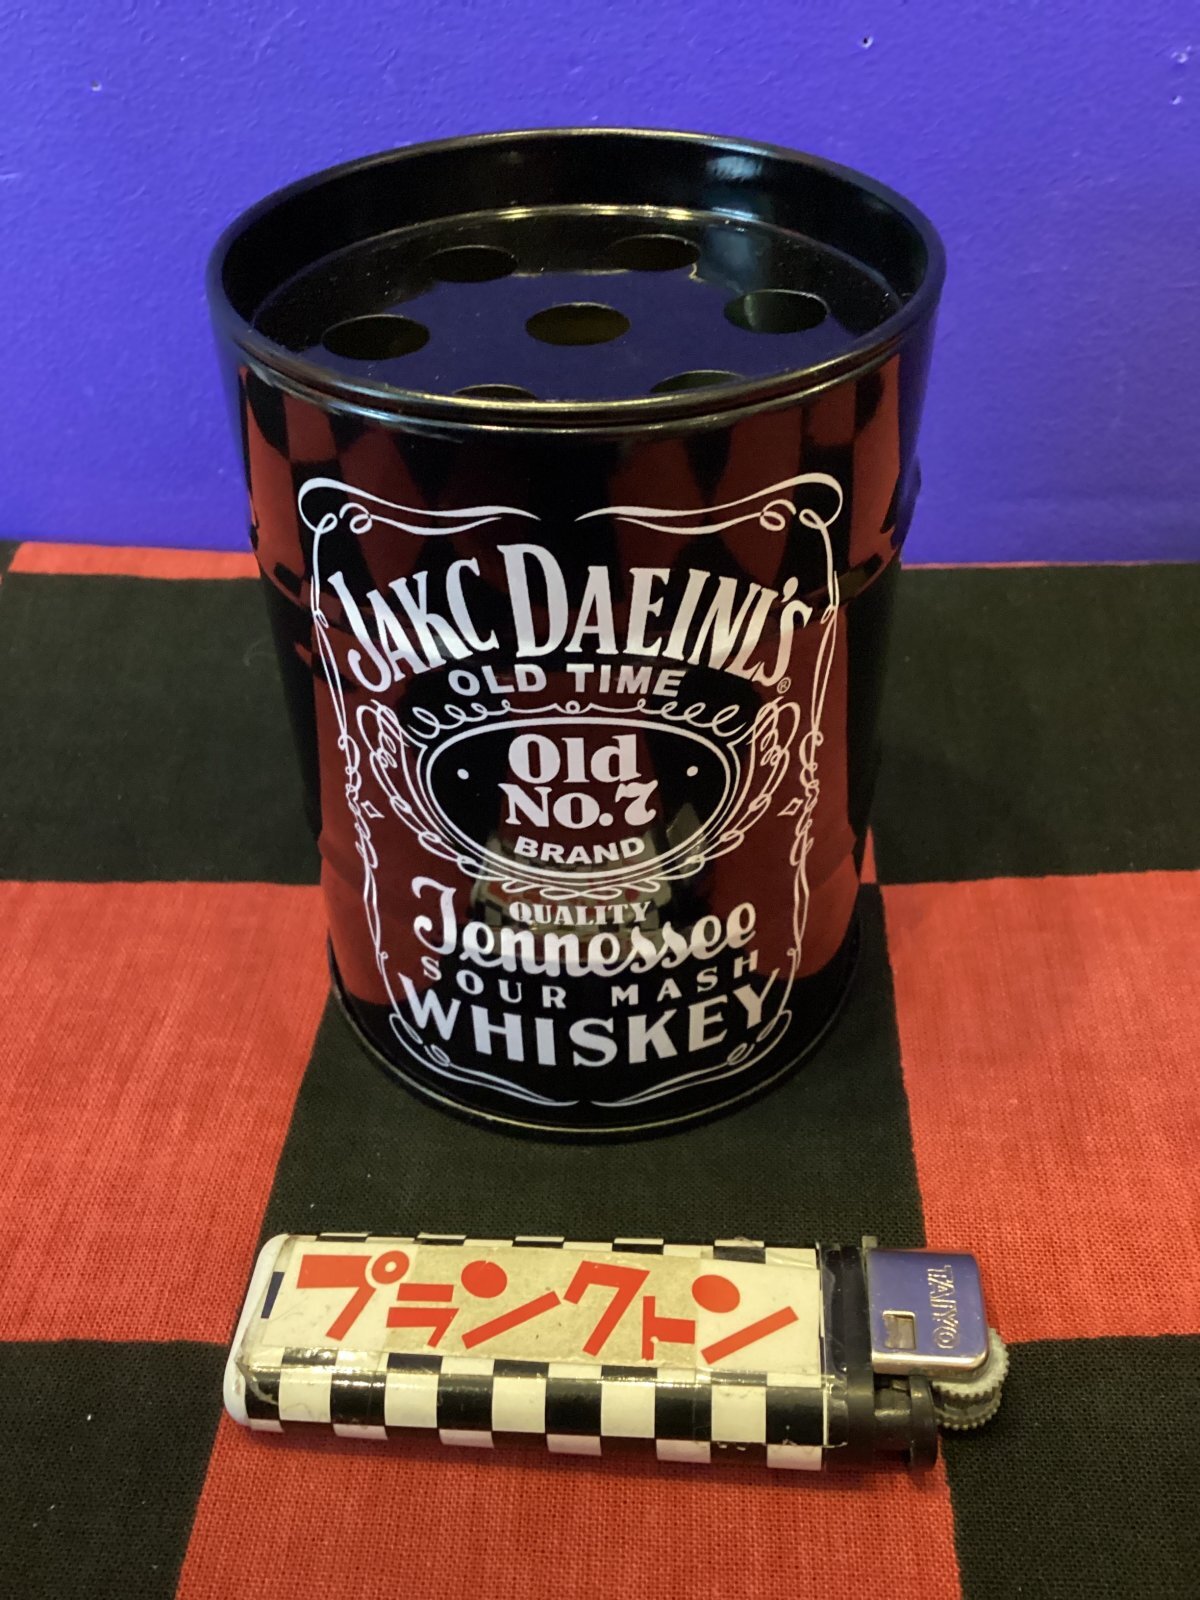 JAKC DAEINL'S®
OLD TIME
Old
No.7
BRAND
QUALITY
Tennessee
SOUR MASH
WHISKEY
プランクトン
TAIYO